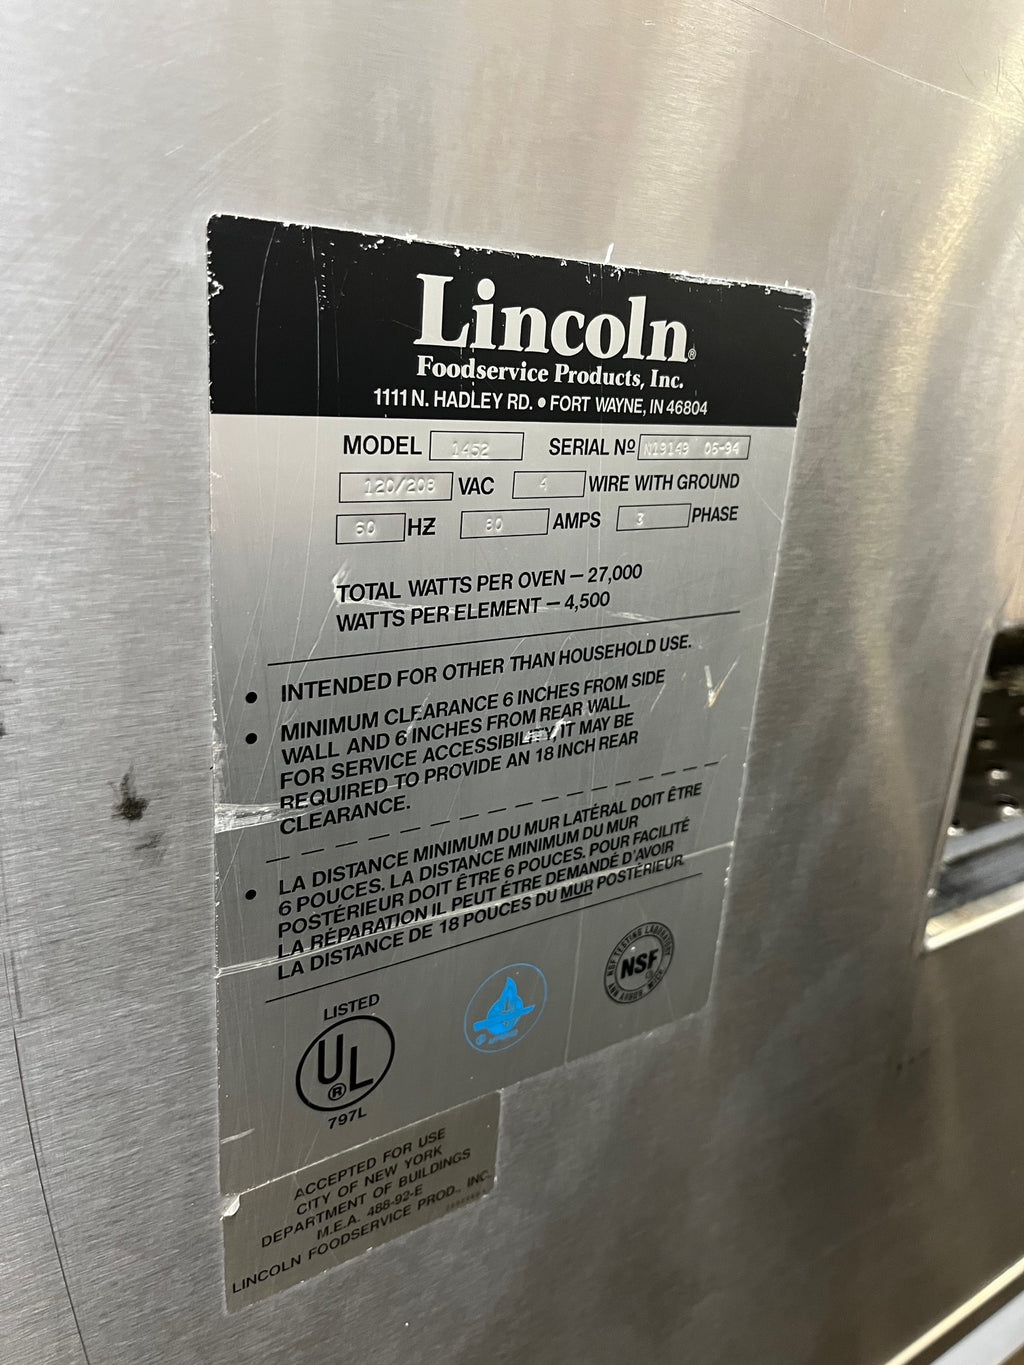 Lincoln®
Foodservice Products, Inc.
1111 N. HADLEY RD. • FORT WAYNE, IN 46804
MODEL 1452 SERIAL Nº N19149 05-94
120/208 VAC 4 WIRE WITH GROUND
60 HZ 80 AMPS 3 PHASE
TOTAL WATTS PER OVEN – 27,000
WATTS PER ELEMENT – 4,500
• INTENDED FOR OTHER THAN HOUSEHOLD USE.
• MINIMUM CLEARANCE 6 INCHES FROM SIDE
WALL AND 6 INCHES FROM REAR WALL.
FOR SERVICE ACCESSIBILITY, IT MAY BE
REQUIRED TO PROVIDE AN 18 INCH REAR
CLEARANCE.
• LA DISTANCE MINIMUM DU MUR LATÉRAL DOIT ÊTRE
6 POUCES. LA DISTANCE MINIMUM DU MUR
POSTÉRIEUR DOIT ÊTRE 6 POUCES. POUR FACILITÉ
LA RÉPARATION IL PEUT ÊTRE DEMANDÉ D'AVOIR
LA DISTANCE DE 18 POUCES DU MUR POSTÉRIEUR.
LISTED
UL
®
797L
NSF TESTING LABORATORY
NSF
ANN ARBOR, MICH
ACCEPTED FOR USE
CITY OF NEW YORK
DEPARTMENT OF BUILDINGS
M.E.A. 488-92-E
LINCOLN FOODSERVICE PROD., INC.